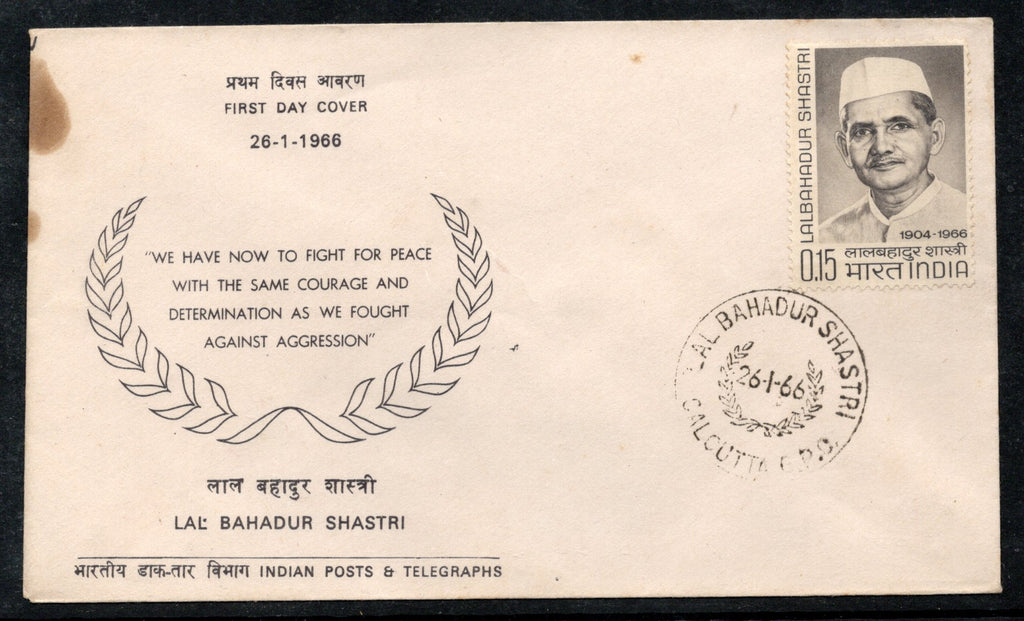 प्रथम दिवस आवरण
FIRST DAY COVER
26-1-1966
"WE HAVE NOW TO FIGHT FOR PEACE
WITH THE SAME COURAGE AND
DETERMINATION AS WE FOUGHT
AGAINST AGGRESSION"
लाल बहादुर शास्त्री
LAL BAHADUR SHASTRI
भारतीय डाक-तार विभाग INDIAN POSTS & TELEGRAPHS
LALBAHADUR SHASTRI
1904-1966
0.15 लालबहादुर शास्त्री
भारत INDIA
LAL BAHADUR SHASTRI
26-1-66
CALCUTTA G.P.O.